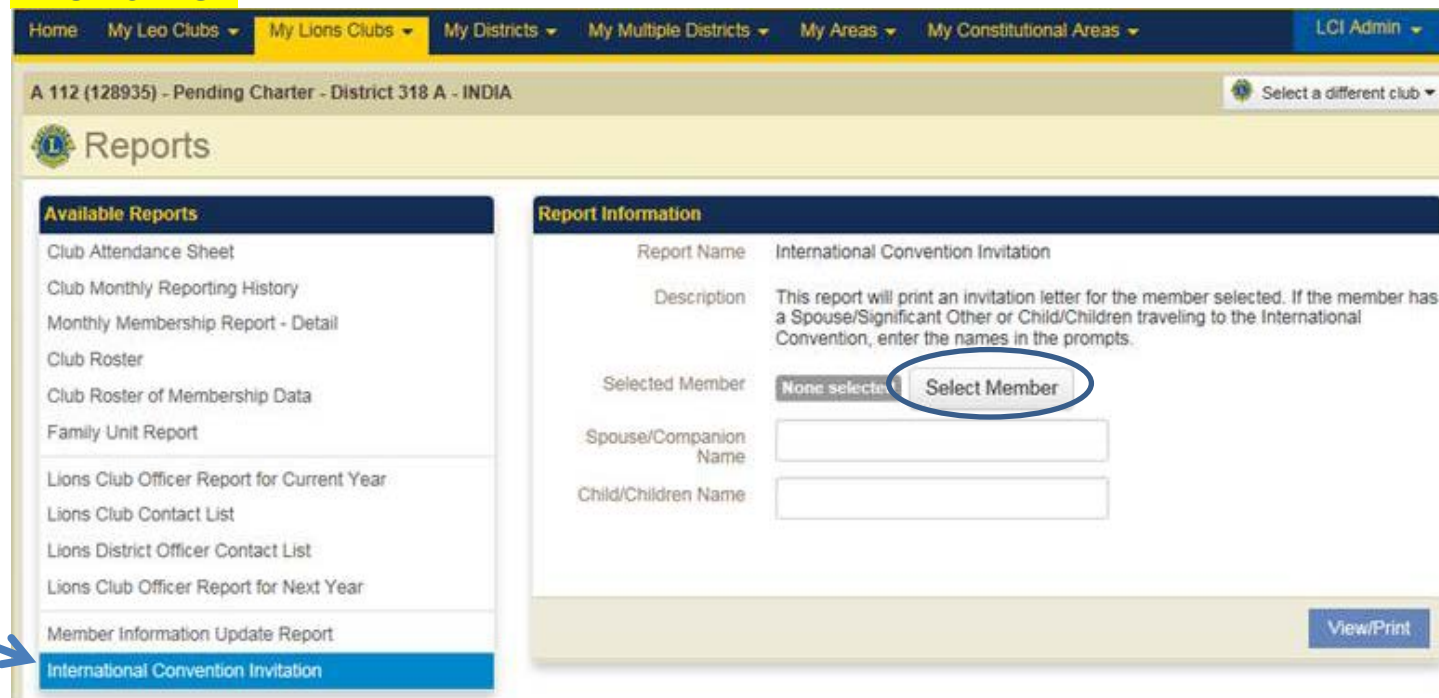 Home My Leo Clubs My Lions Clubs My Districts My Multiple Districts My Areas My Constitutional Areas LCI Admin
A 112 (128935) - Pending Charter - District 318 A - INDIA Select a different club
Reports
Available Reports
Club Attendance Sheet
Club Monthly Reporting History
Monthly Membership Report - Detail
Club Roster
Club Roster of Membership Data
Family Unit Report
Lions Club Officer Report for Current Year
Lions Club Contact List
Lions District Officer Contact List
Lions Club Officer Report for Next Year
Member Information Update Report
International Convention Invitation
Report Information
Report Name International Convention Invitation
Description This report will print an invitation letter for the member selected. If the member has
a Spouse/Significant Other or Child/Children traveling to the International
Convention, enter the names in the prompts.
Selected Member None selected Select Member
Spouse/Companion
Name
Child/Children Name
View/Print